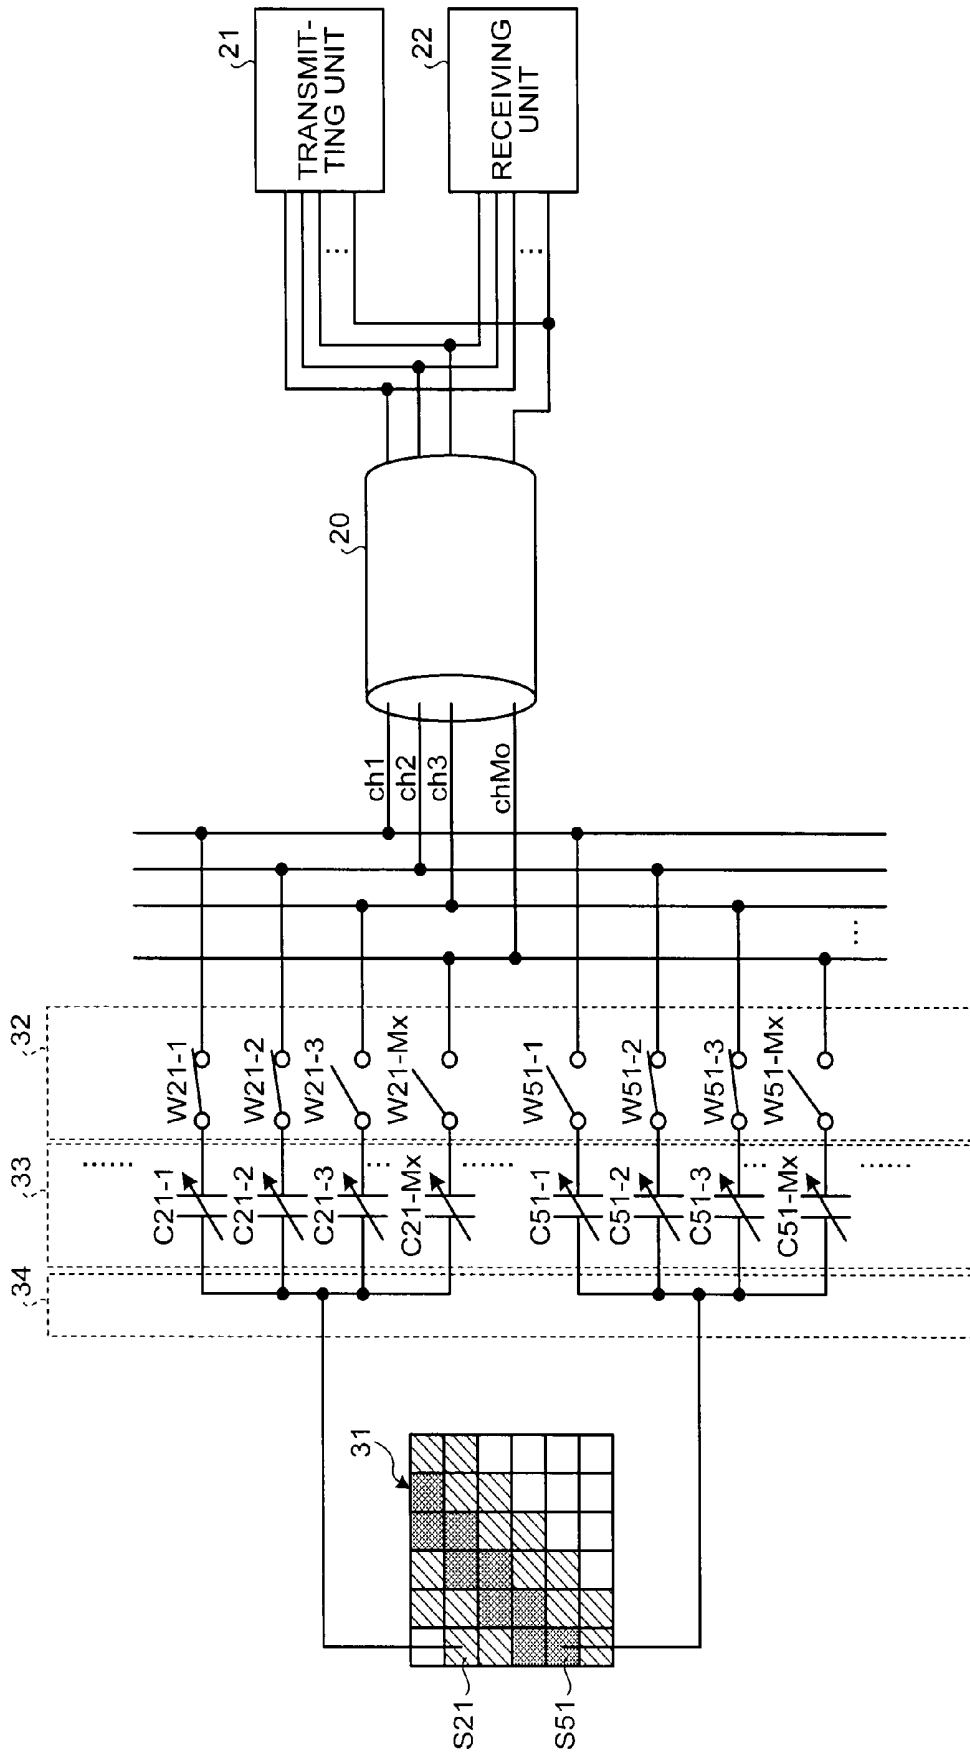 21
TRANSMIT-
TING UNIT
22
RECEIVING
UNIT
...
...
20
ch1
ch2
ch3
chMo
...
32
W21-1
W21-2
W21-3
W21-Mx
W51-1
W51-2
W51-3
W51-Mx
33
......
C21-1
C21-2
C21-3
...
C21-Mx
......
C51-1
C51-2
C51-3
...
C51-Mx
......
34
31
S21
S51